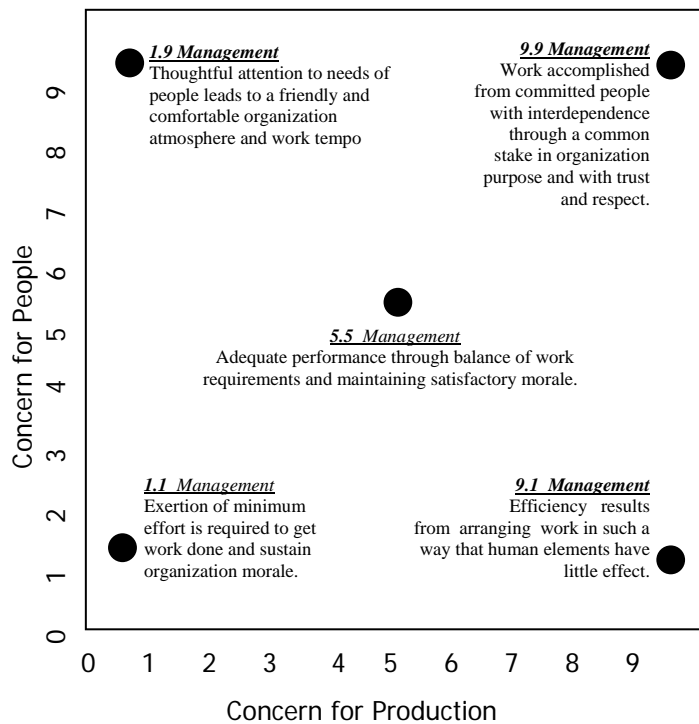 1.9 Management
Thoughtful attention to needs of
people leads to a friendly and
comfortable organization
atmosphere and work tempo
9.9 Management
Work accomplished
from committed people
with interdependence
through a common
stake in organization
purpose and with trust
and respect.
5.5 Management
Adequate performance through balance of work
requirements and maintaining satisfactory morale.
1.1 Management
Exertion of minimum
effort is required to get
work done and sustain
organization morale.
9.1 Management
Efficiency results
from arranging work in such a
way that human elements have
little effect.
Concern for People
9
8
7
6
5
4
3
2
1
0
0 1 2 3 4 5 6 7 8 9
Concern for Production